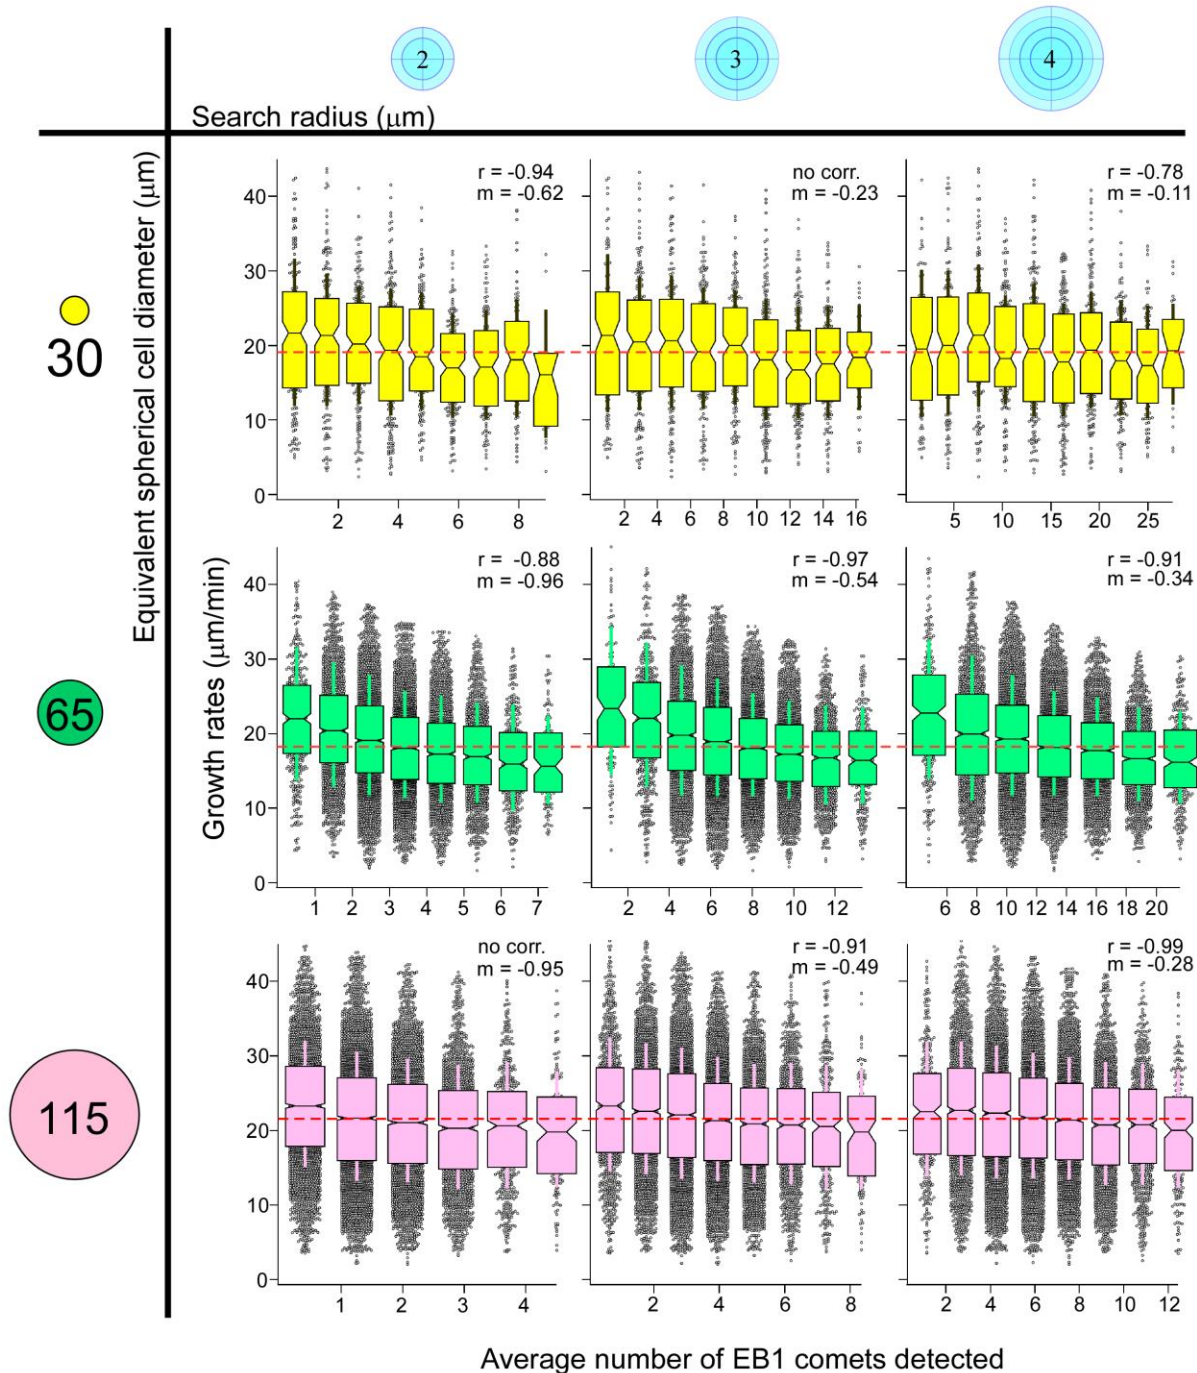 2
3
4
Search radius (μm)
Equivalent spherical cell diameter (μm)
Growth rates (μm/min)
30
r = -0.94
m = -0.62
40
30
20
10
0
2 4 6 8
no corr.
m = -0.23
2 4 6 8 10 12 14 16
r = -0.78
m = -0.11
5 10 15 20 25
65
r = -0.88
m = -0.96
40
30
20
10
0
1 2 3 4 5 6 7
r = -0.97
m = -0.54
2 4 6 8 10 12
r = -0.91
m = -0.34
6 8 10 12 14 16 18 20
115
no corr.
m = -0.95
40
30
20
10
0
1 2 3 4
r = -0.91
m = -0.49
2 4 6 8
r = -0.99
m = -0.28
2 4 6 8 10 12
Average number of EB1 comets detected